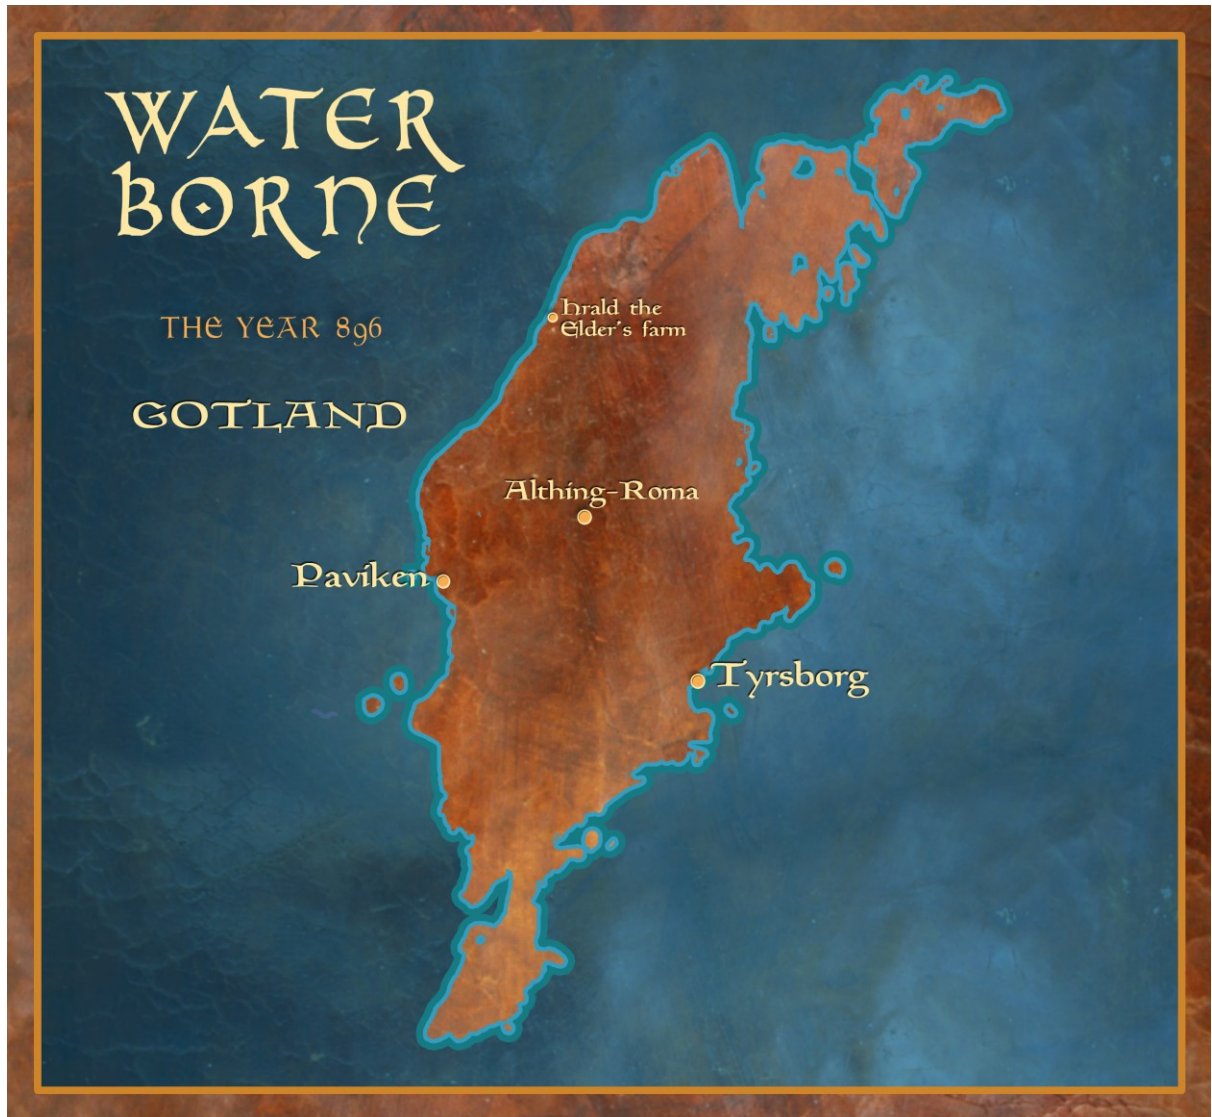 WATER
BORNE
THE YEAR 896
GOTLAND
Hrald the
Elder's farm
Althing-Roma
Paviken
Tyrsborg